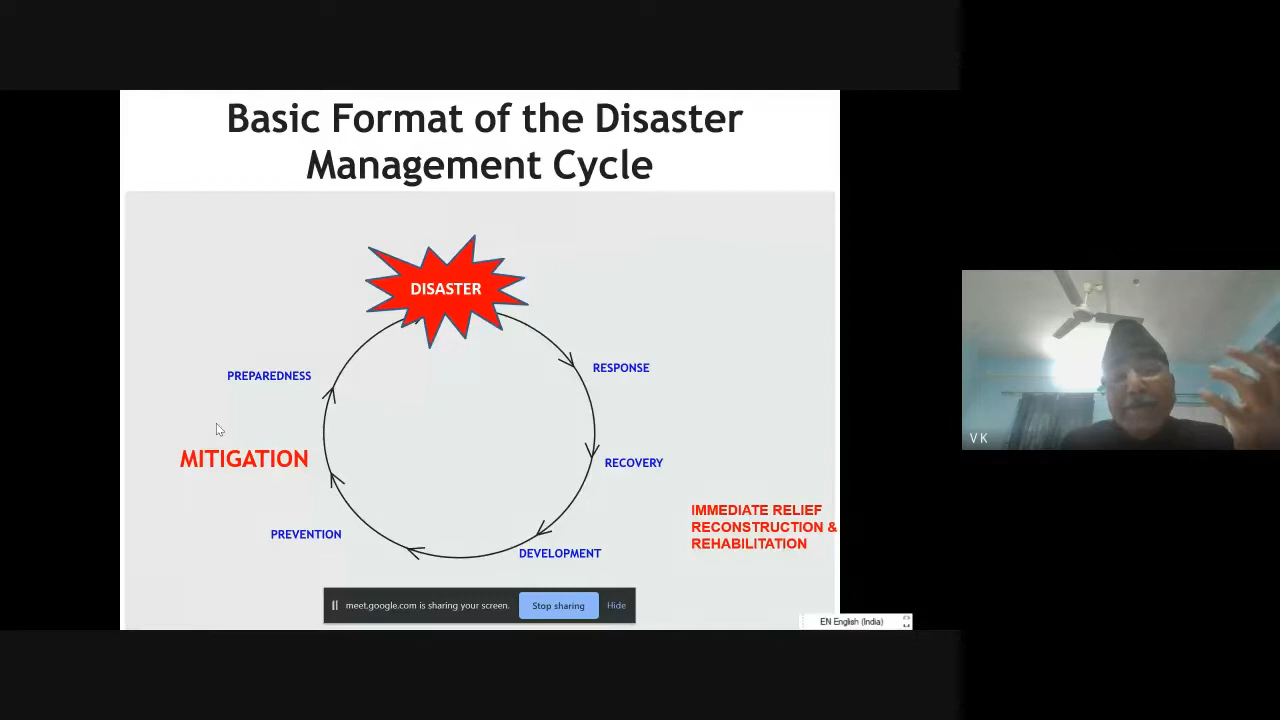 Basic Format of the Disaster
Management Cycle
DISASTER
PREPAREDNESS
RESPONSE
MITIGATION
RECOVERY
IMMEDIATE RELIEF
RECONSTRUCTION &
REHABILITATION
PREVENTION
DEVELOPMENT
meet.google.com is sharing your screen.
Stop sharing
Hide
EN English (India)
V K